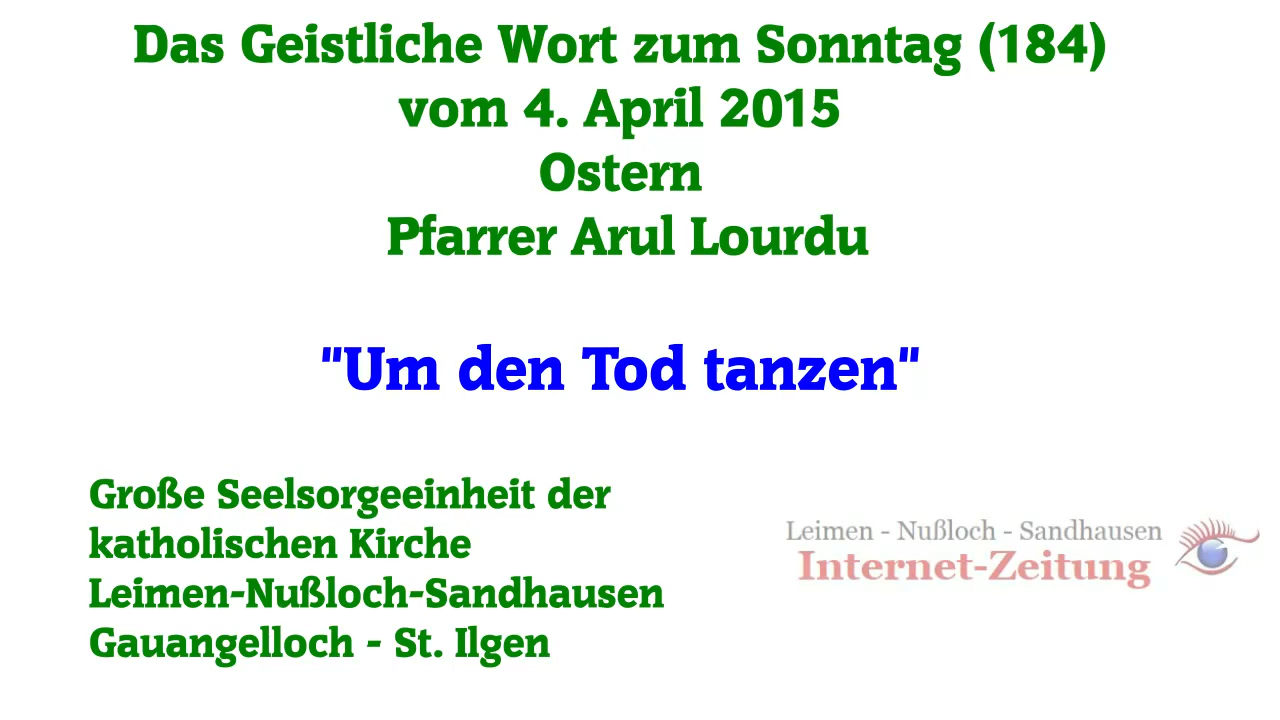 Das Geistliche Wort zum Sonntag (184)
vom 4. April 2015
Ostern
Pfarrer Arul Lourdu
"Um den Tod tanzen"
Große Seelsorgeeinheit der
katholischen Kirche
Leimen-Nußloch-Sandhausen
Gauangelloch - St. Ilgen
Leimen - Nußloch - Sandhausen
Internet-Zeitung